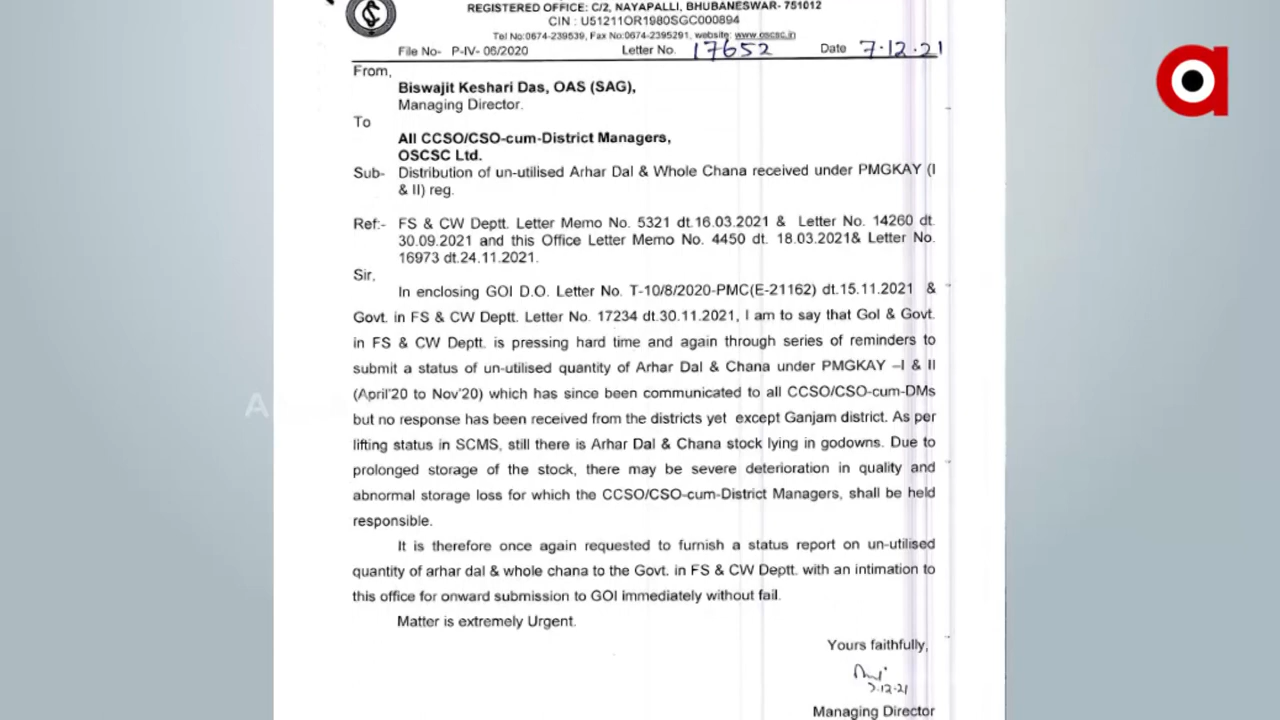 REGISTERED OFFICE: C/2, NAYAPALLI, BHUBANESWAR- 751012
CIN : U51211OR1980SGC000894
Tel No:0674-239539, Fax No:0674-2395291, website: www.oscsc.in
File No- P-IV- 06/2020 Letter No. 17652 Date 7.12.21
From,
Biswajit Keshari Das, OAS (SAG),
Managing Director.
To
All CCSO/CSO-cum-District Managers,
OSCSC Ltd.
Sub- Distribution of un-utilised Arhar Dal & Whole Chana received under PMGKAY (I
& II) reg.
Ref:- FS & CW Deptt. Letter Memo No. 5321 dt.16.03.2021 & Letter No. 14260 dt.
30.09.2021 and this Office Letter Memo No. 4450 dt. 18.03.2021& Letter No.
16973 dt.24.11.2021.
Sir,
In enclosing GOI D.O. Letter No. T-10/8/2020-PMC(E-21162) dt.15.11.2021 &
Govt. in FS & CW Deptt. Letter No. 17234 dt.30.11.2021, I am to say that GoI & Govt.
in FS & CW Deptt. is pressing hard time and again through series of reminders to
submit a status of un-utilised quantity of Arhar Dal & Chana under PMGKAY –I & II
(April'20 to Nov'20) which has since been communicated to all CCSO/CSO-cum-DMs
but no response has been received from the districts yet except Ganjam district. As per
lifting status in SCMS, still there is Arhar Dal & Chana stock lying in godowns. Due to
prolonged storage of the stock, there may be severe deterioration in quality and
abnormal storage loss for which the CCSO/CSO-cum-District Managers, shall be held
responsible.
It is therefore once again requested to furnish a status report on un-utilised
quantity of arhar dal & whole chana to the Govt. in FS & CW Deptt. with an intimation to
this office for onward submission to GOI immediately without fail.
Matter is extremely Urgent.
Yours faithfully,
7.12.21
Managing Director